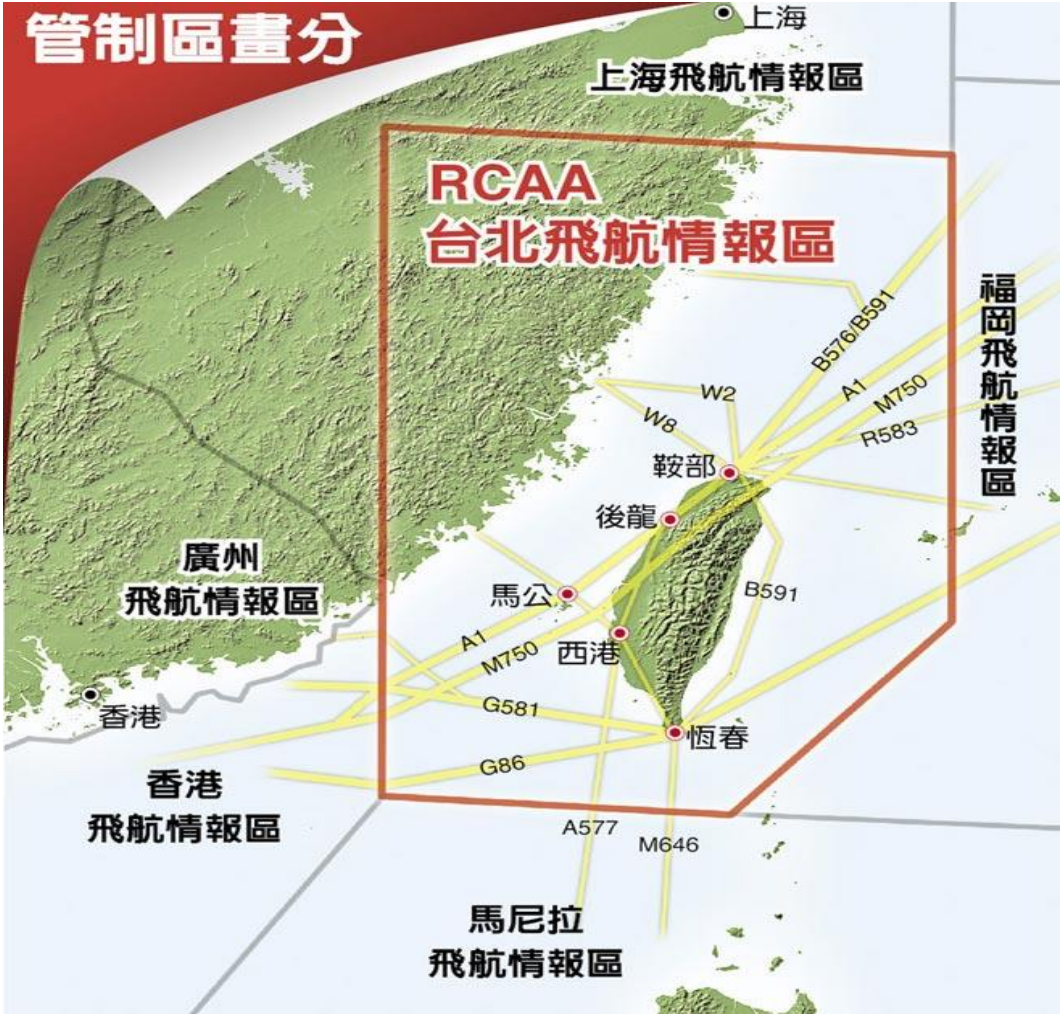 管制區畫分
上海
上海飛航情報區
RCAA
台北飛航情報區
福岡飛航情報區
B576/B591
A1
M750
W2
W8
R583
鞍部
後龍
廣州
飛航情報區
馬公
B591
A1
西港
M750
香港
G581
恆春
G86
香港
飛航情報區
A577
M646
馬尼拉
飛航情報區